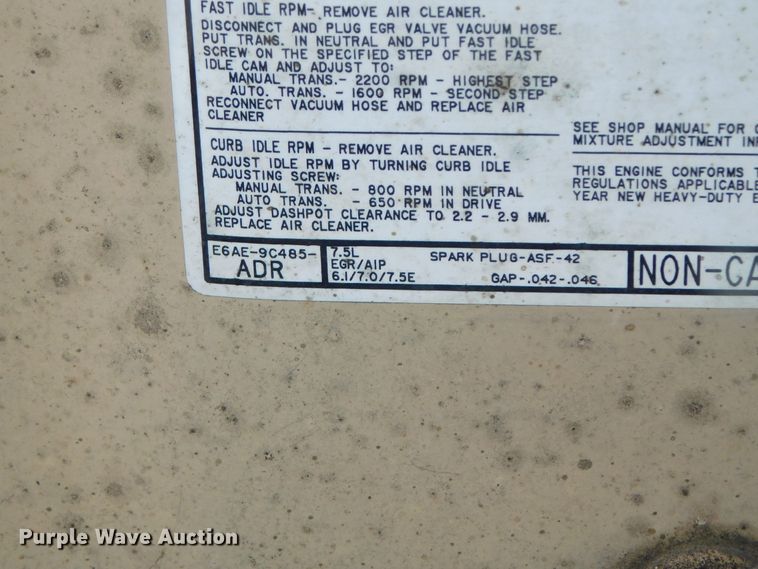 FAST IDLE RPM- REMOVE AIR CLEANER.
DISCONNECT AND PLUG EGR VALVE VACUUM HOSE.
PUT TRANS. IN NEUTRAL AND PUT FAST IDLE
SCREW ON THE SPECIFIED STEP OF THE FAST
IDLE CAM AND ADJUST TO:
MANUAL TRANS.- 2200 RPM - HIGHEST STEP
AUTO. TRANS. - 1600 RPM - SECOND STEP
RECONNECT VACUUM HOSE AND REPLACE AIR
CLEANER
CURB IDLE RPM - REMOVE AIR CLEANER.
ADJUST IDLE RPM BY TURNING CURB IDLE
ADJUSTING SCREW:
MANUAL TRANS. - 800 RPM IN NEUTRAL
AUTO TRANS. - 650 RPM IN DRIVE
ADJUST DASHPOT CLEARANCE TO 2.2 - 2.9 MM.
REPLACE AIR CLEANER.
SEE SHOP MANUAL FOR
MIXTURE ADJUSTMENT
THIS ENGINE CONFORMS
REGULATIONS APPLICABLE
YEAR NEW HEAVY-DUTY
E6AE-9C485-
ADR
7.5L
EGR/AIP
6.1/7.0/7.5E
SPARK PLUG-ASF-42
GAP-.042-.046
NON-CA
Purple Wave Auction